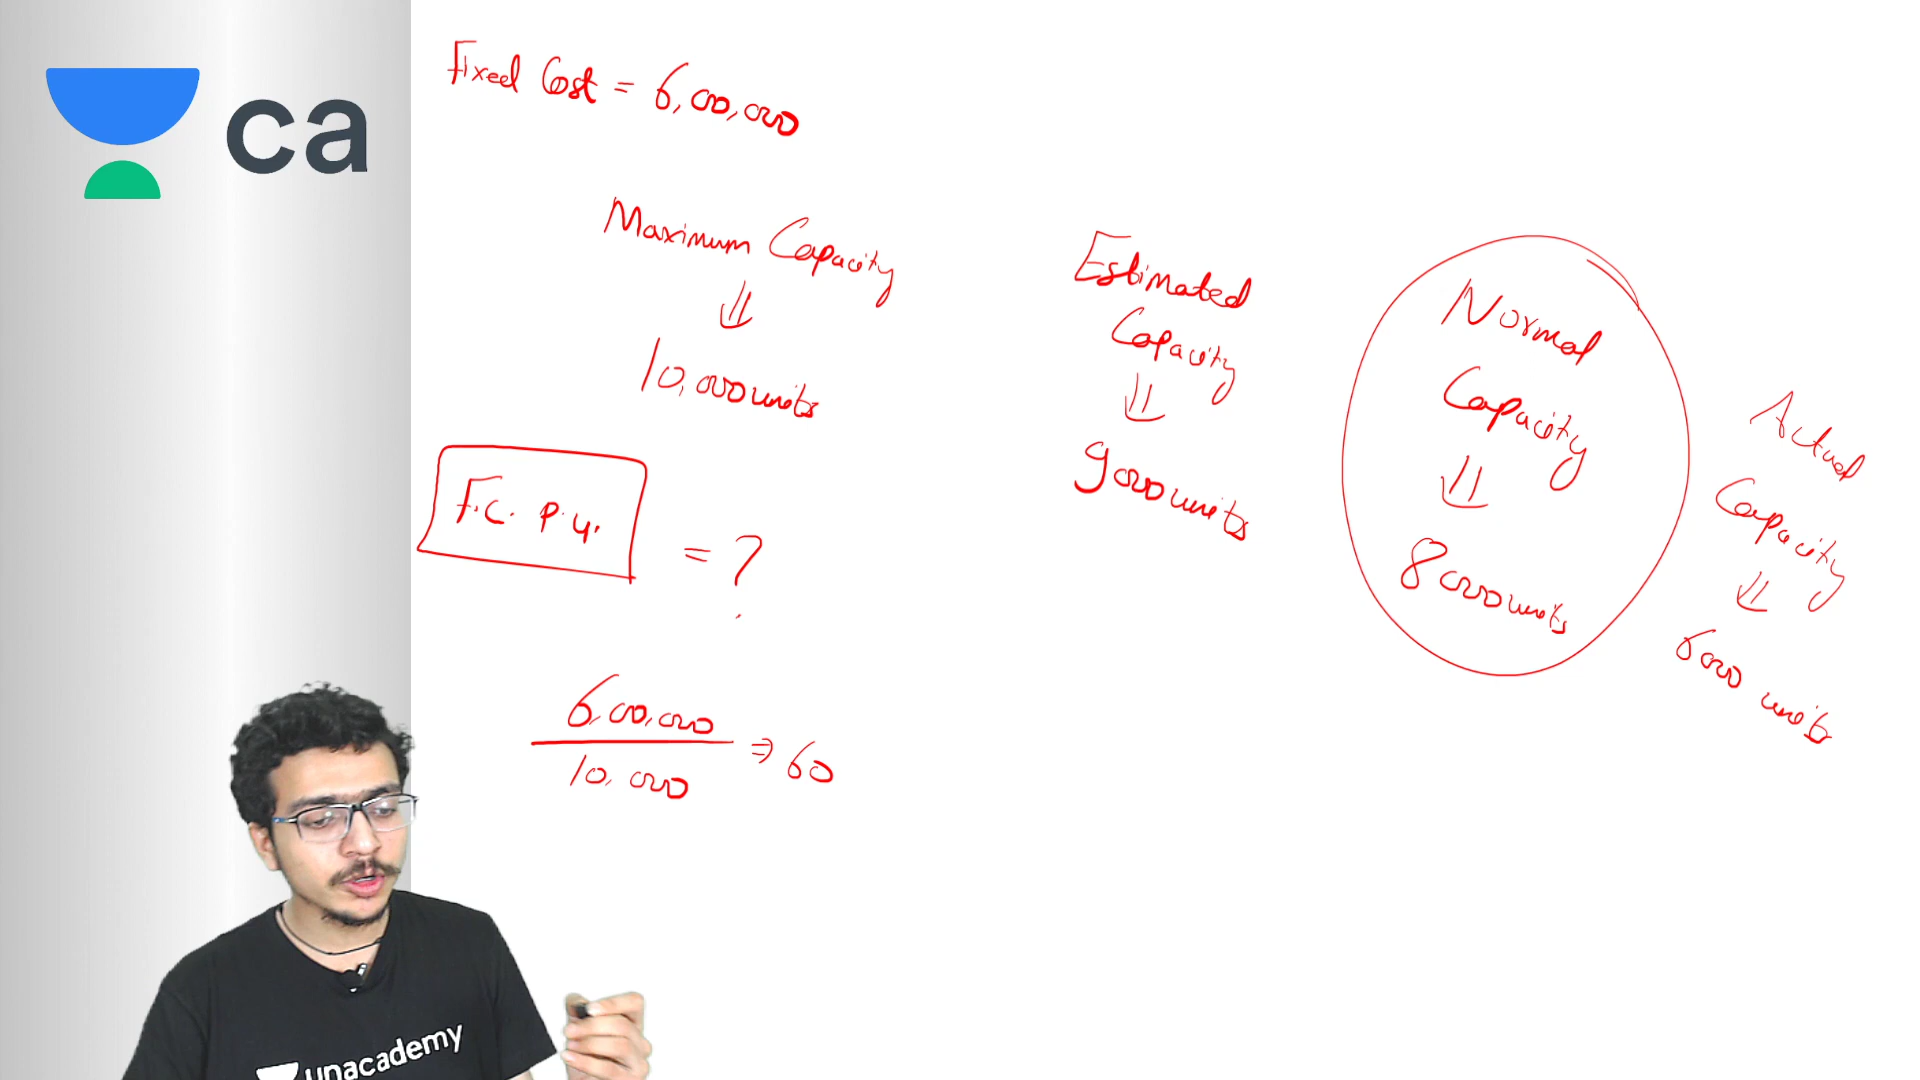 ca
Fixed Cost = 6,00,000
Maximum Capacity
⇓
10,000 units
Estimated
Capacity
⇓
9000 units
Normal
Capacity
⇓
8000 units
Actual
Capacity
⇓
6000 units
F.C. P.U. = ?
6,00,000
10,000
⇒ 60
unacademy